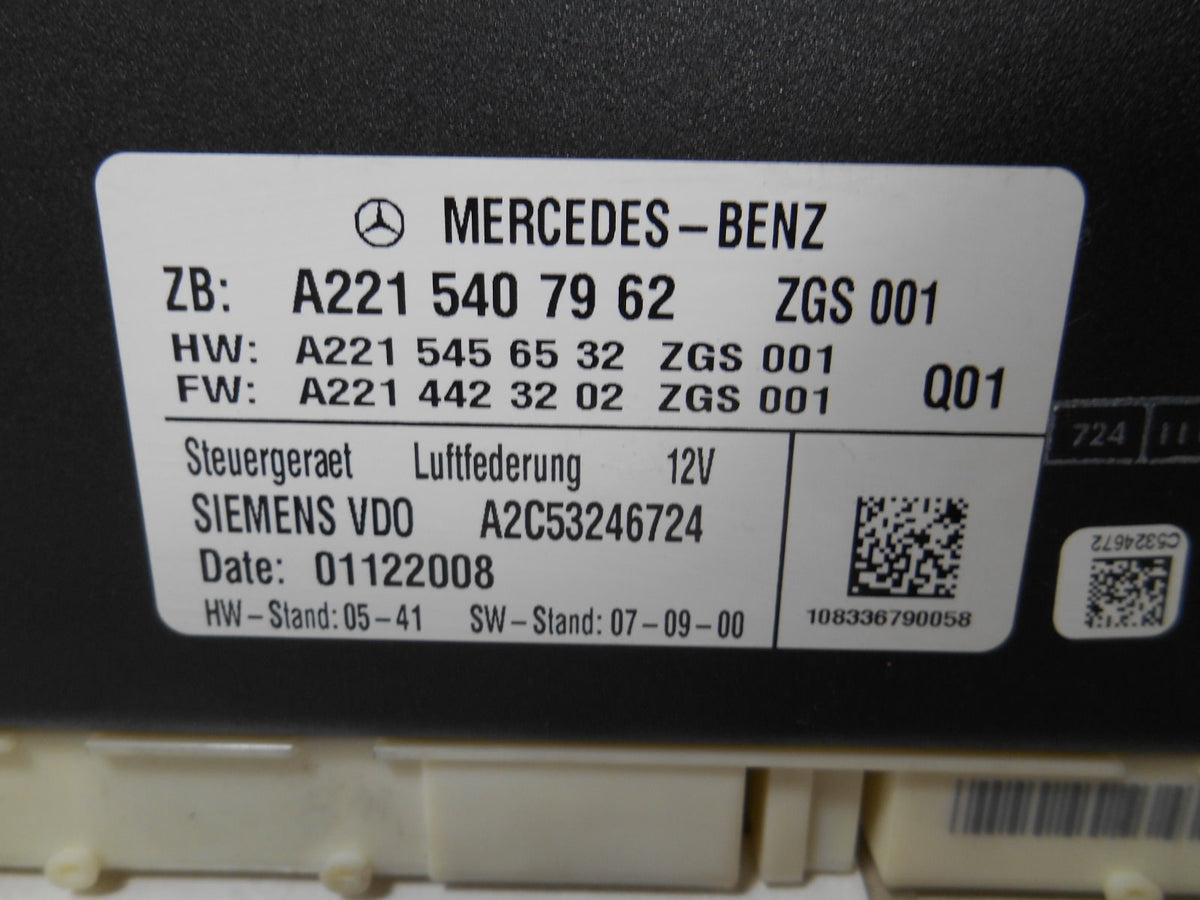 MERCEDES-BENZ
ZB: A221 540 79 62 ZGS 001
HW: A221 545 65 32 ZGS 001
FW: A221 442 32 02 ZGS 001
Q01
Steuergeraet Luftfederung 12V
SIEMENS VDO A2C53246724
Date: 01122008
HW-Stand: 05-41 SW-Stand: 07-09-00
108336790058
724
C5324672